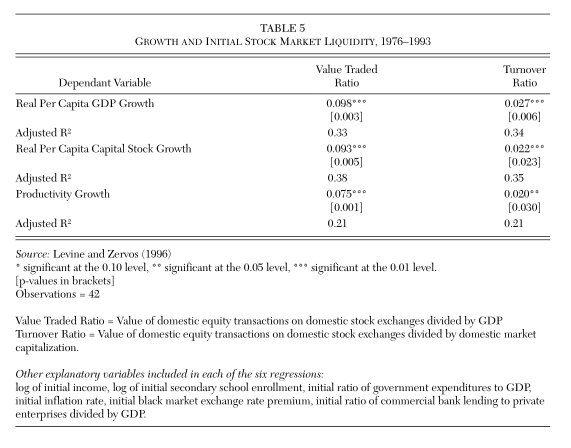 TABLE 5
GROWTH AND INITIAL STOCK MARKET LIQUIDITY, 1976–1993
Dependant Variable Value Traded Ratio Turnover Ratio
Real Per Capita GDP Growth 0.098*** 0.027***
[0.003] [0.006]
Adjusted R² 0.33 0.34
Real Per Capita Capital Stock Growth 0.093*** 0.022***
[0.005] [0.023]
Adjusted R² 0.38 0.35
Productivity Growth 0.075*** 0.020**
[0.001] [0.030]
Adjusted R² 0.21 0.21
Source: Levine and Zervos (1996)
* significant at the 0.10 level, ** significant at the 0.05 level, *** significant at the 0.01 level.
[p-values in brackets]
Observations = 42
Value Traded Ratio = Value of domestic equity transactions on domestic stock exchanges divided by GDP
Turnover Ratio = Value of domestic equity transactions on domestic stock exchanges divided by domestic market
capitalization.
Other explanatory variables included in each of the six regressions:
log of initial income, log of initial secondary school enrollment, initial ratio of government expenditures to GDP,
initial inflation rate, initial black market exchange rate premium, initial ratio of commercial bank lending to private
enterprises divided by GDP.